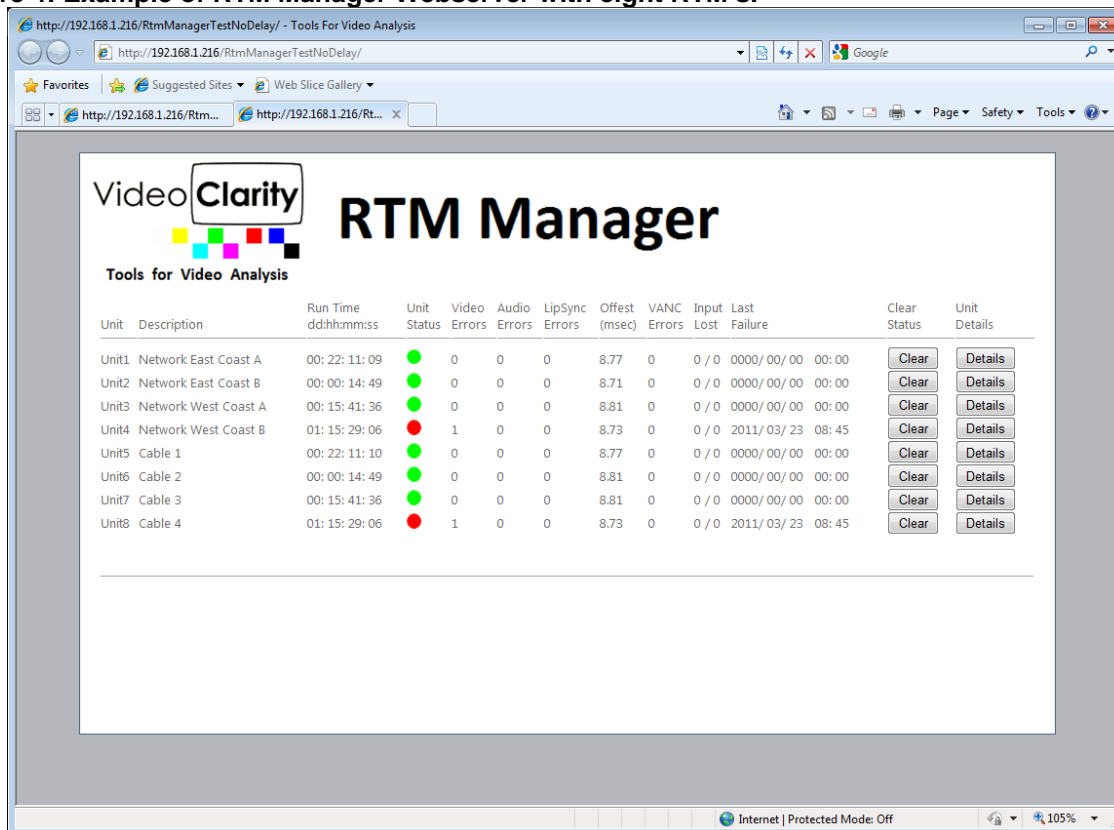 Example of RTM Manager Webserver with eight RTM's.
http://192.168.1.216/RtmManagerTestNoDelay/ - Tools For Video Analysis
http://192.168.1.216/RtmManagerTestNoDelay/
Google
Favorites
Suggested Sites
Web Slice Gallery
http://192.168.1.216/Rtm...
http://192.168.1.216/Rt...
Page
Safety
Tools
Video Clarity
Tools for Video Analysis
RTM Manager
Unit Description Run Time dd:hh:mm:ss Unit Status Video Errors Audio Errors LipSync Errors Offest (msec) VANC Errors Input Lost Last Failure Clear Status Unit Details
Unit1 Network East Coast A 00: 22: 11: 09 0 0 0 8.77 0 0 / 0 0000/ 00/ 00 00: 00 Clear Details
Unit2 Network East Coast B 00: 00: 14: 49 0 0 0 8.71 0 0 / 0 0000/ 00/ 00 00: 00 Clear Details
Unit3 Network West Coast A 00: 15: 41: 36 0 0 0 8.81 0 0 / 0 0000/ 00/ 00 00: 00 Clear Details
Unit4 Network West Coast B 01: 15: 29: 06 1 0 0 8.73 0 0 / 0 2011/ 03/ 23 08: 45 Clear Details
Unit5 Cable 1 00: 22: 11: 10 0 0 0 8.77 0 0 / 0 0000/ 00/ 00 00: 00 Clear Details
Unit6 Cable 2 00: 00: 14: 49 0 0 0 8.81 0 0 / 0 0000/ 00/ 00 00: 00 Clear Details
Unit7 Cable 3 00: 15: 41: 36 0 0 0 8.81 0 0 / 0 0000/ 00/ 00 00: 00 Clear Details
Unit8 Cable 4 01: 15: 29: 06 1 0 0 8.73 0 0 / 0 2011/ 03/ 23 08: 45 Clear Details
Internet | Protected Mode: Off
105%